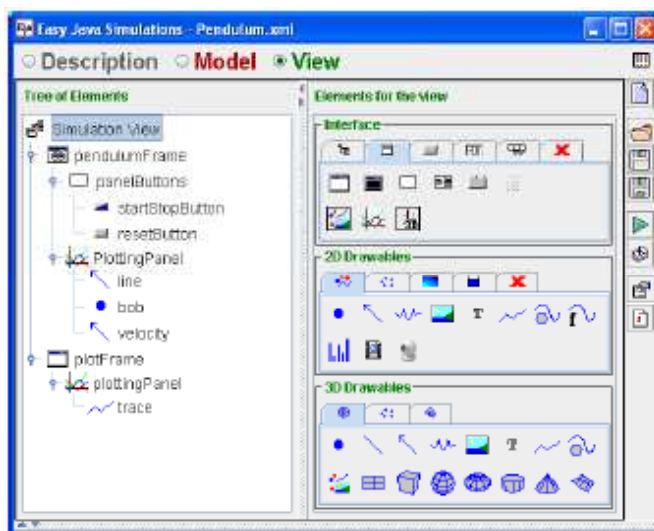 Easy Java Simulations - Pendulum.xml
Description Model View
Tree of Elements
Simulation View
pendulumFrame
panelButtons
startStopButton
resetButton
PlottingPanel
line
bob
velocity
plotFrame
plottingPanel
trace
Elements for the view
Interface
2D Drawables
T
3D Drawables
T